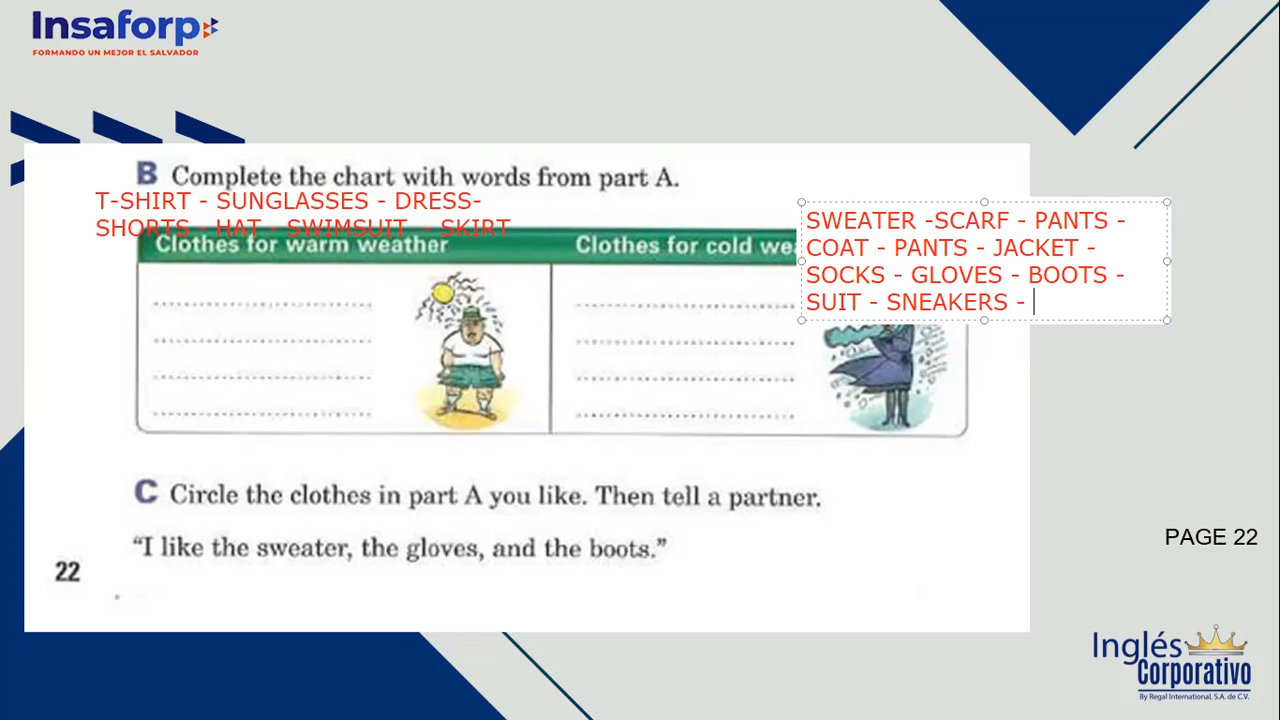 Insaforp
FORMANDO UN MEJOR EL SALVADOR
B Complete the chart with words from part A.
T-SHIRT - SUNGLASSES - DRESS-
SHORTS - HAT - SWIMSUIT - SKIRT
Clothes for warm weather
Clothes for cold
SWEATER -SCARF - PANTS -
COAT - PANTS - JACKET -
SOCKS - GLOVES - BOOTS -
SUIT - SNEAKERS -
C Circle the clothes in part A you like. Then tell a partner.
“I like the sweater, the gloves, and the boots.”
22
PAGE 22
Inglés
Corporativo
By Regal International, S.A. de C.V.